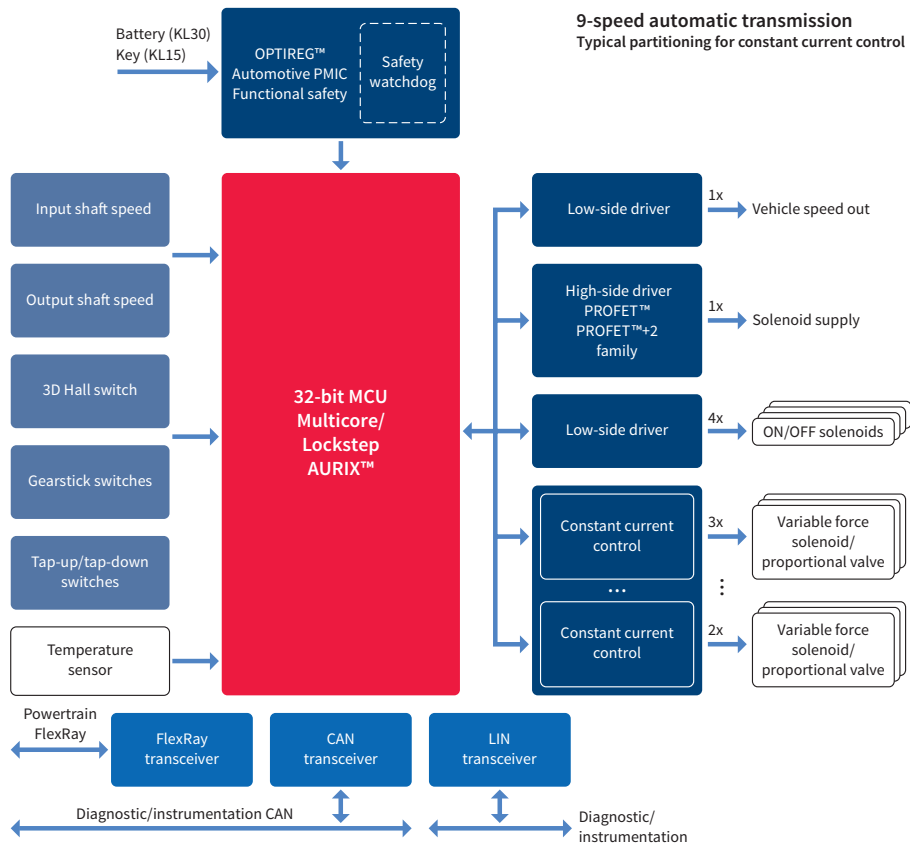 9-speed automatic transmission
Typical partitioning for constant current control
Battery (KL30)
Key (KL15)
OPTIREG™
Automotive PMIC
Functional safety
Safety
watchdog
Input shaft speed
Output shaft speed
3D Hall switch
Gearstick switches
Tap-up/tap-down
switches
Temperature
sensor
32-bit MCU
Multicore/
Lockstep
AURIX™
Low-side driver
1x
Vehicle speed out
High-side driver
PROFET™
PROFET™+2
family
1x
Solenoid supply
Low-side driver
4x
ON/OFF solenoids
Constant current
control
3x
Variable force
solenoid/
proportional valve
...
⋮
Constant current
control
2x
Variable force
solenoid/
proportional valve
Powertrain
FlexRay
FlexRay
transceiver
CAN
transceiver
LIN
transceiver
Diagnostic/instrumentation CAN
Diagnostic/
instrumentation